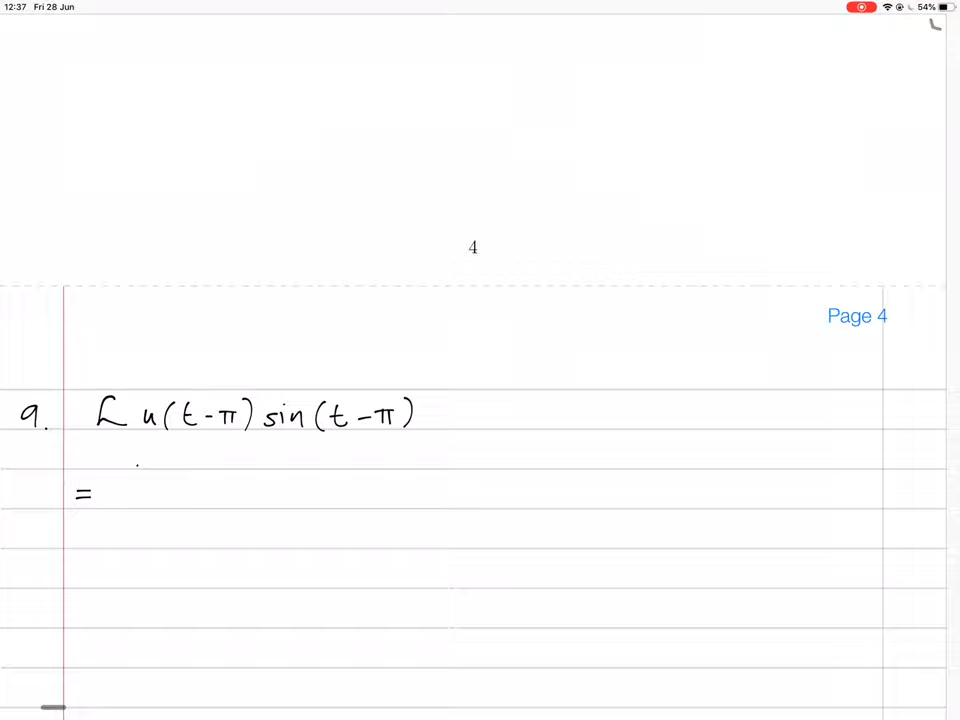 12:37 Fri 28 Jun 54%
4
Page 4
9. ℒ u(t-π) sin(t-π)
=